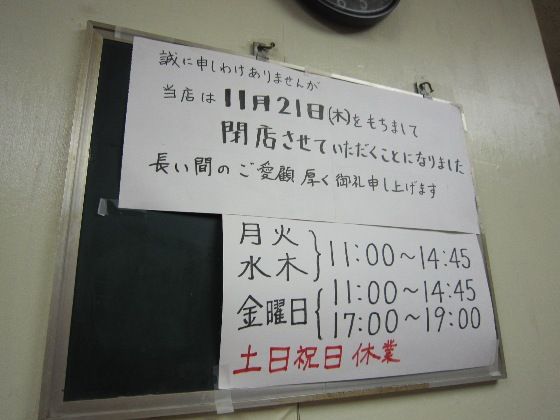 誠に申しわけありませんが
当店は11月21日(木)をもちまして
閉店させていただくことになりました
長い間のご愛顧厚く御礼申し上げます
月火
水木 } 11:00～14:45
金曜日 { 11:00～14:45
17:00～19:00
土日祝日休業